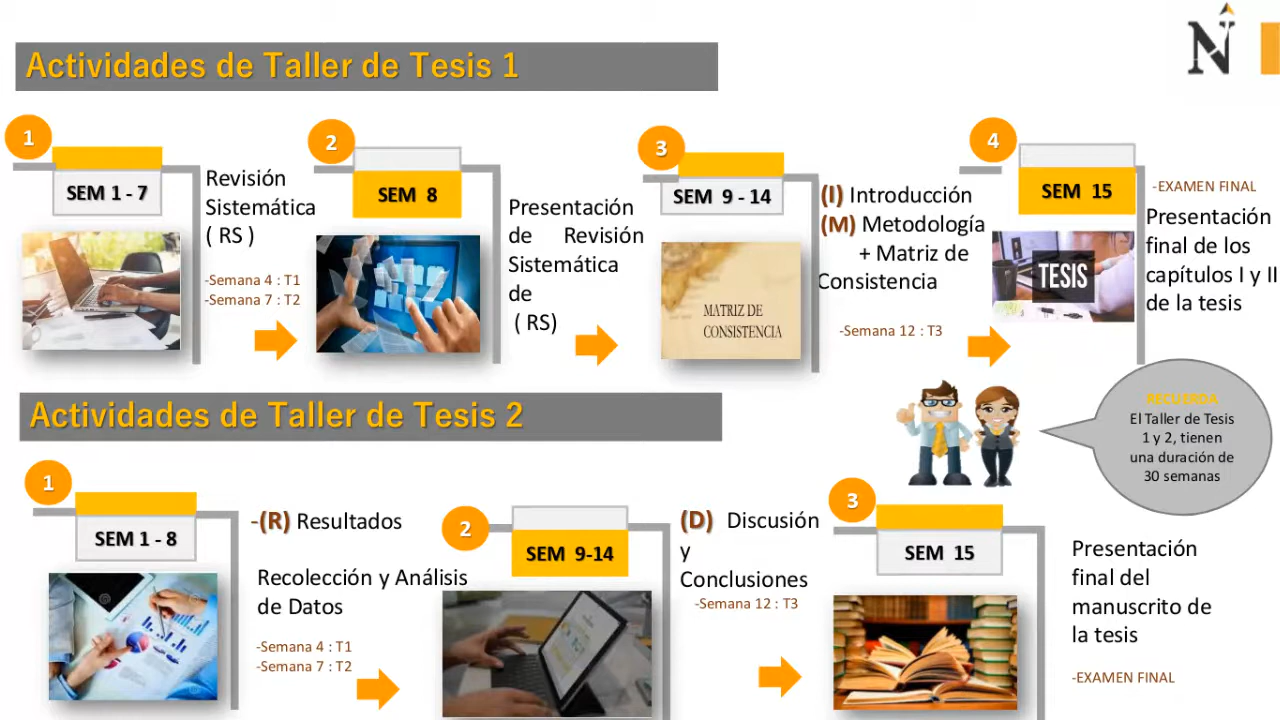 Actividades de Taller de Tesis 1
1
SEM 1 - 7
Revisión
Sistemática
( RS )
-Semana 4 : T1
-Semana 7 : T2
2
SEM 8
Presentación
de Revisión
Sistemática
de
( RS)
3
SEM 9 - 14
MATRIZ DE
CONSISTENCIA
(I) Introducción
(M) Metodología
+ Matriz de
Consistencia
-Semana 12 : T3
4
SEM 15
TESIS
-EXAMEN FINAL
Presentación
final de los
capítulos I y II
de la tesis
N
RECUERDA
El Taller de Tesis
1 y 2, tienen
una duración de
30 semanas
Actividades de Taller de Tesis 2
1
SEM 1 - 8
-(R) Resultados
Recolección y Análisis
de Datos
-Semana 4 : T1
-Semana 7 : T2
2
SEM 9-14
(D) Discusión
y
Conclusiones
-Semana 12 : T3
3
SEM 15
Presentación
final del
manuscrito de
la tesis
-EXAMEN FINAL